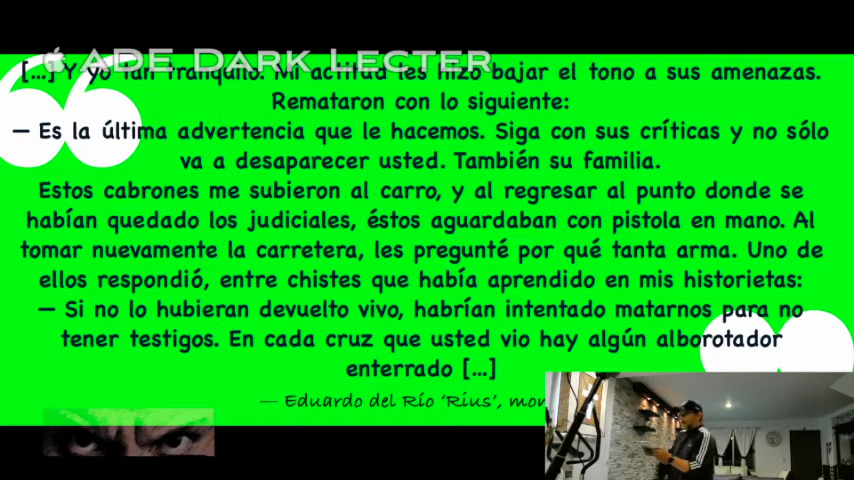 ADE DARK LECTER
[...] Y yo tan tranquilo. Mi actitud les hizo bajar el tono a sus amenazas.
Remataron con lo siguiente:
— Es la última advertencia que le hacemos. Siga con sus críticas y no sólo
va a desaparecer usted. También su familia.
Estos cabrones me subieron al carro, y al regresar al punto donde se
habían quedado los judiciales, éstos aguardaban con pistola en mano. Al
tomar nuevamente la carretera, les pregunté por qué tanta arma. Uno de
ellos respondió, entre chistes que había aprendido en mis historietas:
— Si no lo hubieran devuelto vivo, habrían intentado matarnos para no
tener testigos. En cada cruz que usted vio hay algún alborotador
enterrado [...]
— Eduardo del Río ‘Rius’,